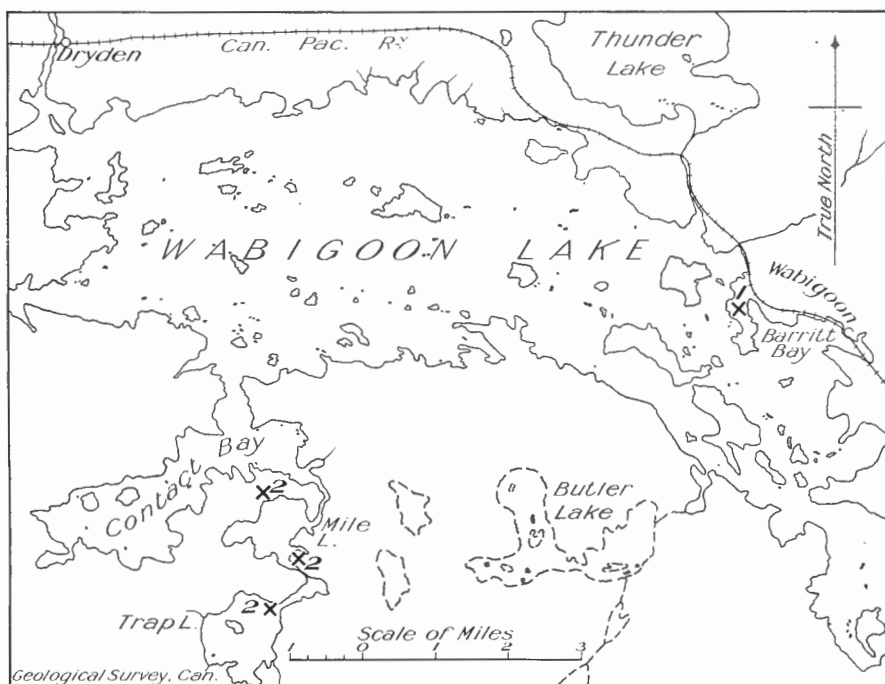 Dryden
Can. Pac. Ry.
Thunder
Lake
True North
WABIGOON LAKE
Wabigoon
1
Barritt
Bay
Contact Bay
2
Mile
L.
2
2
Trap L.
Butler
Lake
Scale of Miles
1 0 1 2 3
Geological Survey, Can.